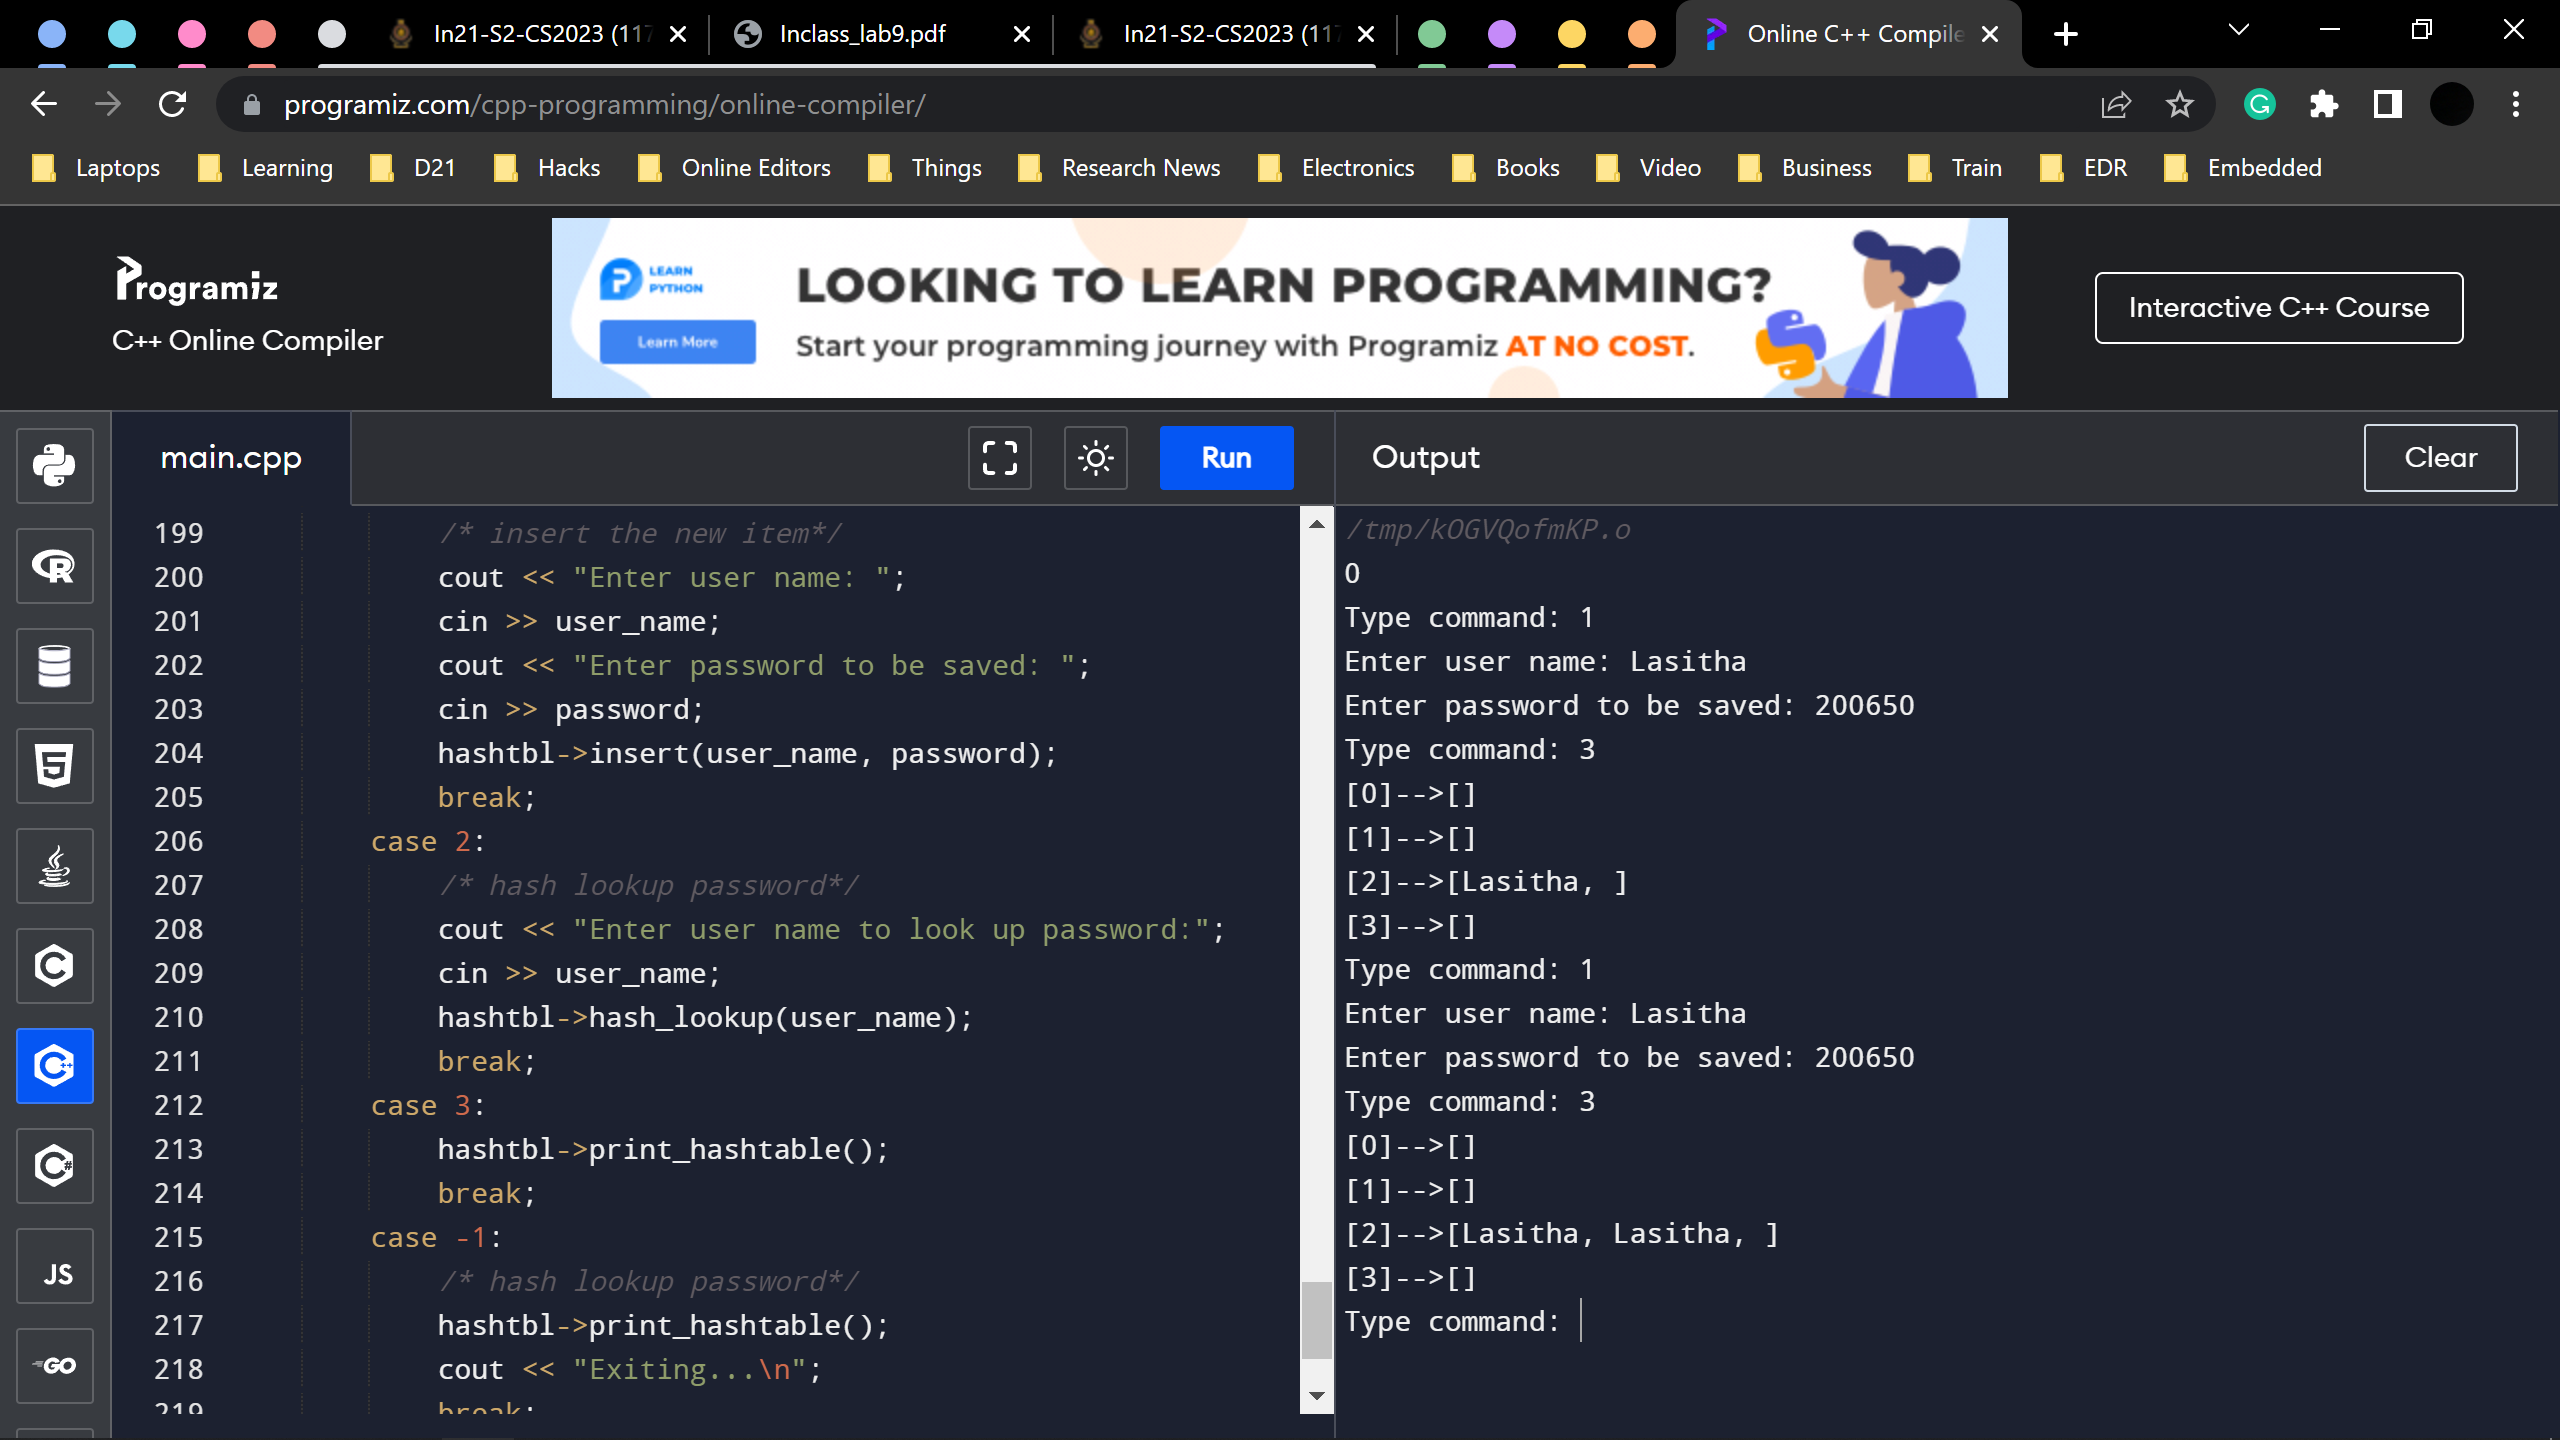 In21-S2-CS2023 (117
Inclass_lab9.pdf
In21-S2-CS2023 (117
Online C++ Compile
programiz.com/cpp-programming/online-compiler/
Laptops
Learning
D21
Hacks
Online Editors
Things
Research News
Electronics
Books
Video
Business
Train
EDR
Embedded
Programiz
C++ Online Compiler
LEARN
PYTHON
Learn More
LOOKING TO LEARN PROGRAMMING?
Start your programming journey with Programiz AT NO COST.
Interactive C++ Course
main.cpp
Run
Output
Clear
R
5
C
C++
C#
JS
GO
199 /* insert the new item*/
200 cout << "Enter user name: ";
201 cin >> user_name;
202 cout << "Enter password to be saved: ";
203 cin >> password;
204 hashtbl->insert(user_name, password);
205 break;
206 case 2:
207 /* hash lookup password*/
208 cout << "Enter user name to look up password:";
209 cin >> user_name;
210 hashtbl->hash_lookup(user_name);
211 break;
212 case 3:
213 hashtbl->print_hashtable();
214 break;
215 case -1:
216 /* hash lookup password*/
217 hashtbl->print_hashtable();
218 cout << "Exiting...\n";
219 break;
/tmp/kOGVQofmKP.o
0
Type command: 1
Enter user name: Lasitha
Enter password to be saved: 200650
Type command: 3
[0]-->[]
[1]-->[]
[2]-->[Lasitha, ]
[3]-->[]
Type command: 1
Enter user name: Lasitha
Enter password to be saved: 200650
Type command: 3
[0]-->[]
[1]-->[]
[2]-->[Lasitha, Lasitha, ]
[3]-->[]
Type command: